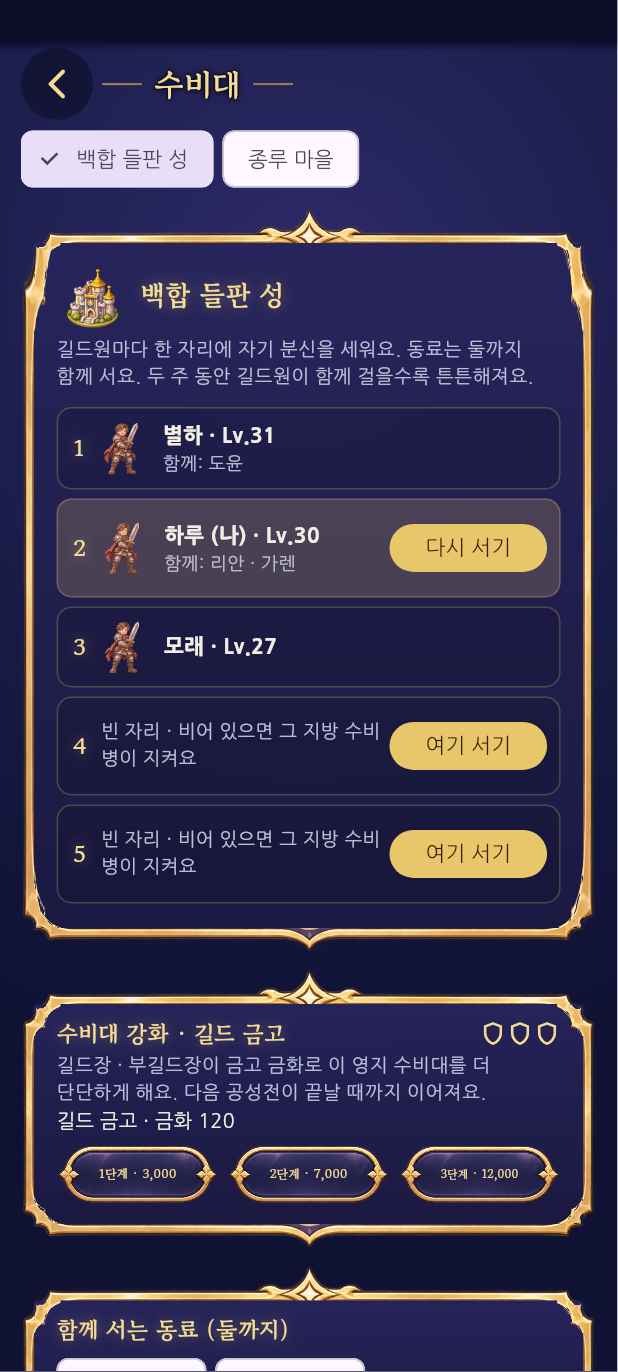 수비대
백합 들판 성
종루 마을
백합 들판 성
길드원마다 한 자리에 자기 분신을 세워요. 동료는 둘까지
함께 서요. 두 주 동안 길드원이 함께 걸을수록 튼튼해져요.
1
별하 · Lv.31
함께: 도윤
2
하루 (나) · Lv.30
함께: 리안 · 가렌
다시 서기
3
모래 · Lv.27
4
빈 자리 · 비어 있으면 그 지방 수비
병이 지켜요
여기 서기
5
빈 자리 · 비어 있으면 그 지방 수비
병이 지켜요
여기 서기
수비대 강화 · 길드 금고
길드장 · 부길드장이 금고 금화로 이 영지 수비대를 더
단단하게 해요. 다음 공성전이 끝날 때까지 이어져요.
길드 금고 · 금화 120
1단계 · 3,000
2단계 · 7,000
3단계 · 12,000
함께 서는 동료 (둘까지)